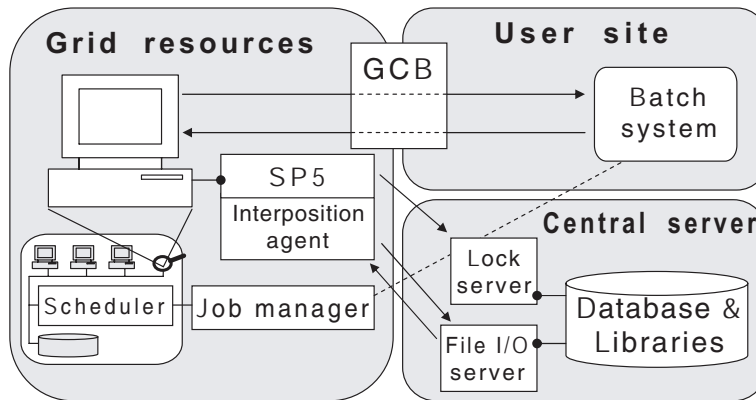 Grid resources
User site
GCB
Batch
system
SP5
Interposition
agent
Central server
Lock
server
Scheduler
Job manager
Database &
Libraries
File I/O
server